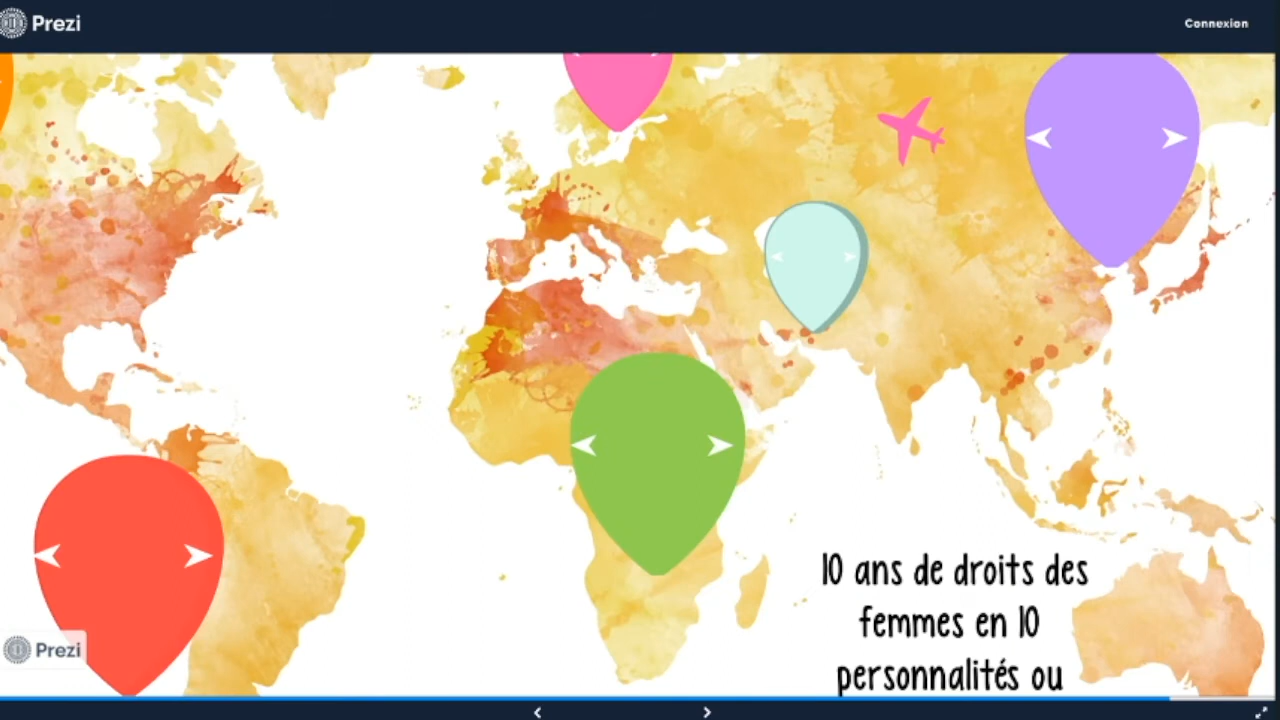 Prezi
Connexion
10 ans de droits des
femmes en 10
personnalités ou
Prezi